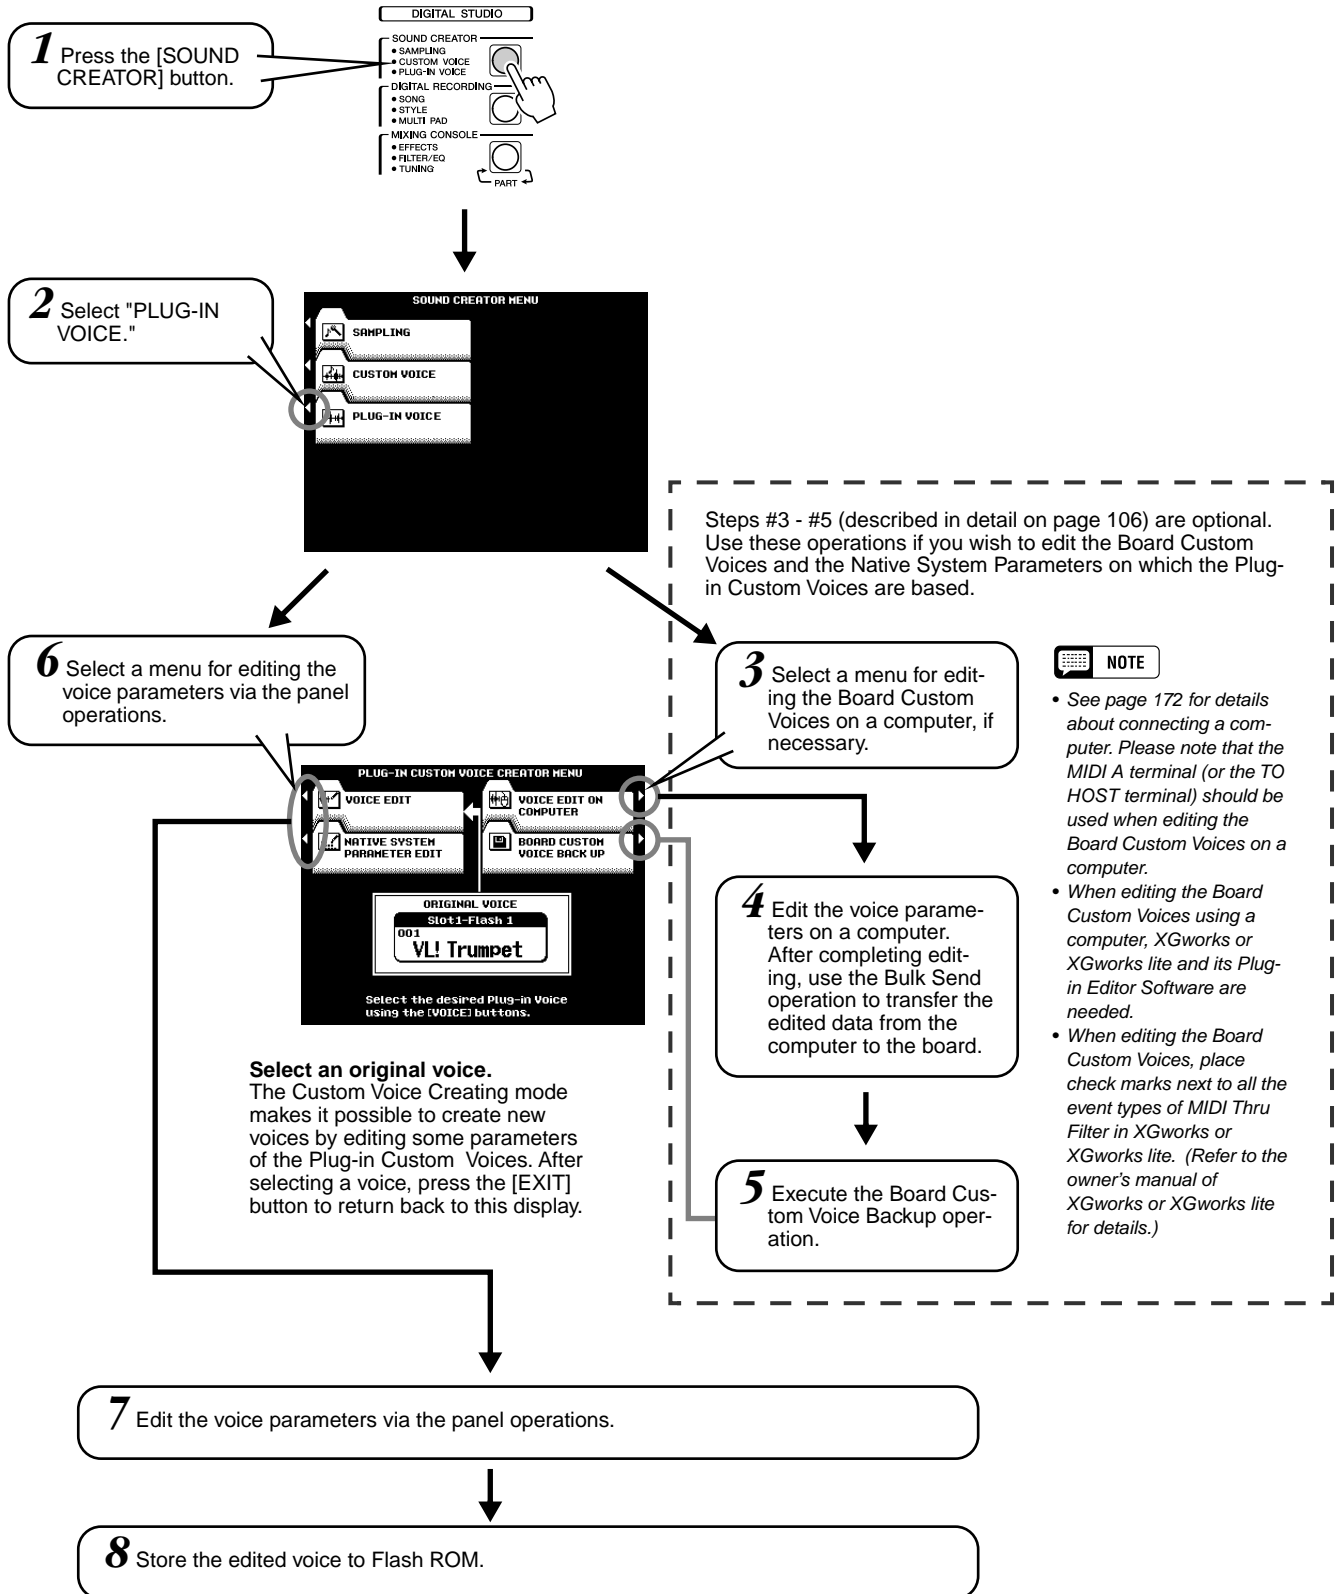 DIGITAL STUDIO
SOUND CREATOR
• SAMPLING
• CUSTOM VOICE
• PLUG-IN VOICE
DIGITAL RECORDING
• SONG
• STYLE
• MULTI PAD
MIXING CONSOLE
• EFFECTS
• FILTER/EQ
• TUNING
PART
1 Press the [SOUND
CREATOR] button.
2 Select "PLUG-IN
VOICE."
SOUND CREATOR MENU
SAMPLING
CUSTOM VOICE
PLUG-IN VOICE
Steps #3 - #5 (described in detail on page 106) are optional.
Use these operations if you wish to edit the Board Custom
Voices and the Native System Parameters on which the Plug-
in Custom Voices are based.
6 Select a menu for editing the
voice parameters via the panel
operations.
3 Select a menu for edit-
ing the Board Custom
Voices on a computer, if
necessary.
NOTE
• See page 172 for details
about connecting a com-
puter. Please note that the
MIDI A terminal (or the TO
HOST terminal) should be
used when editing the
Board Custom Voices on a
computer.
• When editing the Board
Custom Voices using a
computer, XGworks or
XGworks lite and its Plug-
in Editor Software are
needed.
• When editing the Board
Custom Voices, place
check marks next to all the
event types of MIDI Thru
Filter in XGworks or
XGworks lite. (Refer to the
owner's manual of
XGworks or XGworks lite
for details.)
PLUG-IN CUSTOM VOICE CREATOR MENU
VOICE EDIT
VOICE EDIT ON
COMPUTER
NATIVE SYSTEM
PARAMETER EDIT
BOARD CUSTOM
VOICE BACK UP
ORIGINAL VOICE
Slot1-Flash 1
001
VL! Trumpet
Select the desired Plug-in Voice
using the [VOICE] buttons.
4 Edit the voice parame-
ters on a computer.
After completing edit-
ing, use the Bulk Send
operation to transfer the
edited data from the
computer to the board.
Select an original voice.
The Custom Voice Creating mode
makes it possible to create new
voices by editing some parameters
of the Plug-in Custom Voices. After
selecting a voice, press the [EXIT]
button to return back to this display.
5 Execute the Board Cus-
tom Voice Backup oper-
ation.
7 Edit the voice parameters via the panel operations.
8 Store the edited voice to Flash ROM.